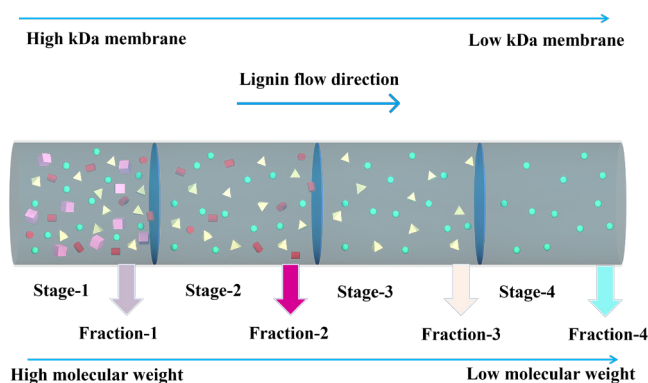 High kDa membrane
Low kDa membrane
Lignin flow direction
Stage-1
Stage-2
Stage-3
Stage-4
Fraction-1
Fraction-2
Fraction-3
Fraction-4
High molecular weight
Low molecular weight